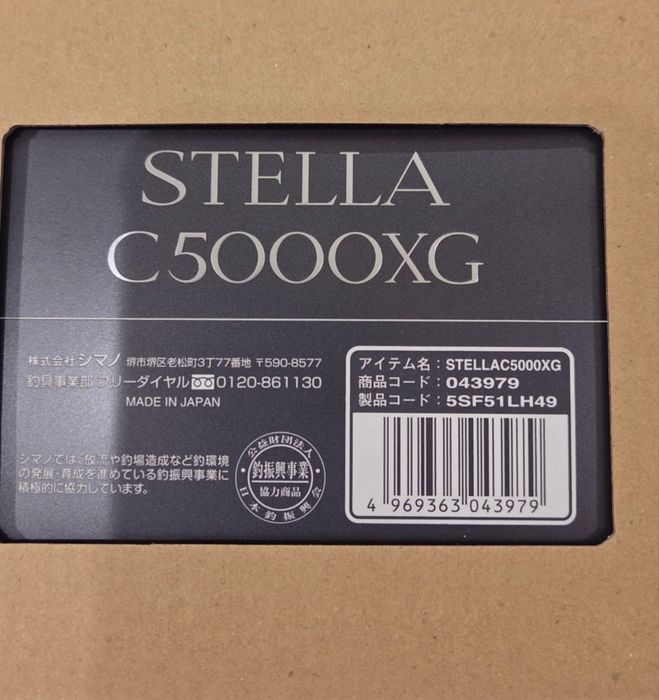 STELLA
C5000XG
株式会社 シマノ 堺市堺区老松町3丁77番地 〒590-8577
釣具事業部 フリーダイヤル 0120-861130
MADE IN JAPAN
シマノでは、放流や釣場造成など釣環境
の発展・育成を進めている釣振興事業に
積極的に協力しています。
公益財団法人
釣振興事業
協力商品
日本釣振興会
アイテム名：STELLAC5000XG
商品コード：043979
製品コード：5SF51LH49
4 969363 043979